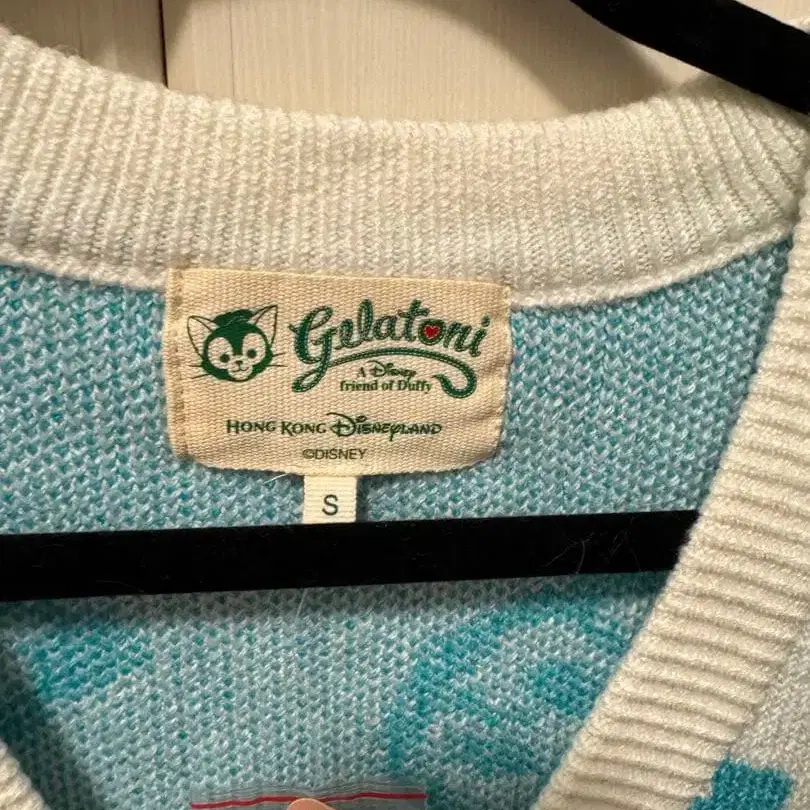 Gelatoni
A Disney
friend of Duffy
HONG KONG DISNEYLAND
©DISNEY
S